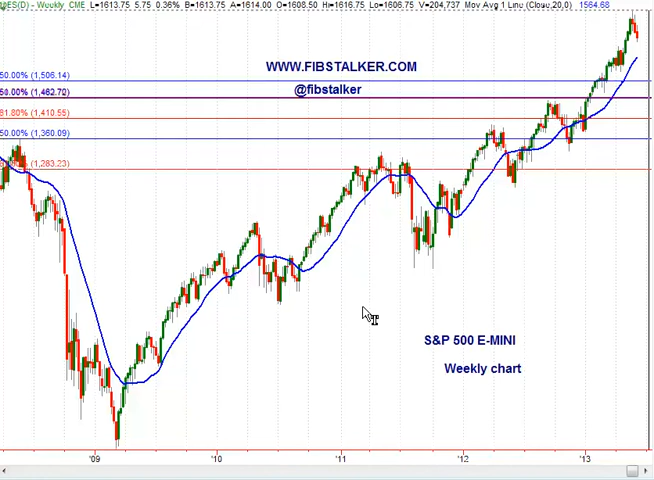 @ES(D) - Weekly CME L=1613.75 5.75 0.36% B=1613.75 A=1614.00 O=1608.50 Hi=1616.75 Lo=1606.75 V=204,737 Mov Avg 1 Line (Close,20,0) 1564.68
WWW.FIBSTALKER.COM
@fibstalker
50.00% (1,506.14)
50.00% (1,462.72)
61.80% (1,410.55)
50.00% (1,360.09)
(1,283.23)
S&P 500 E-MINI
Weekly chart
'09 '10 '11 '12 '13